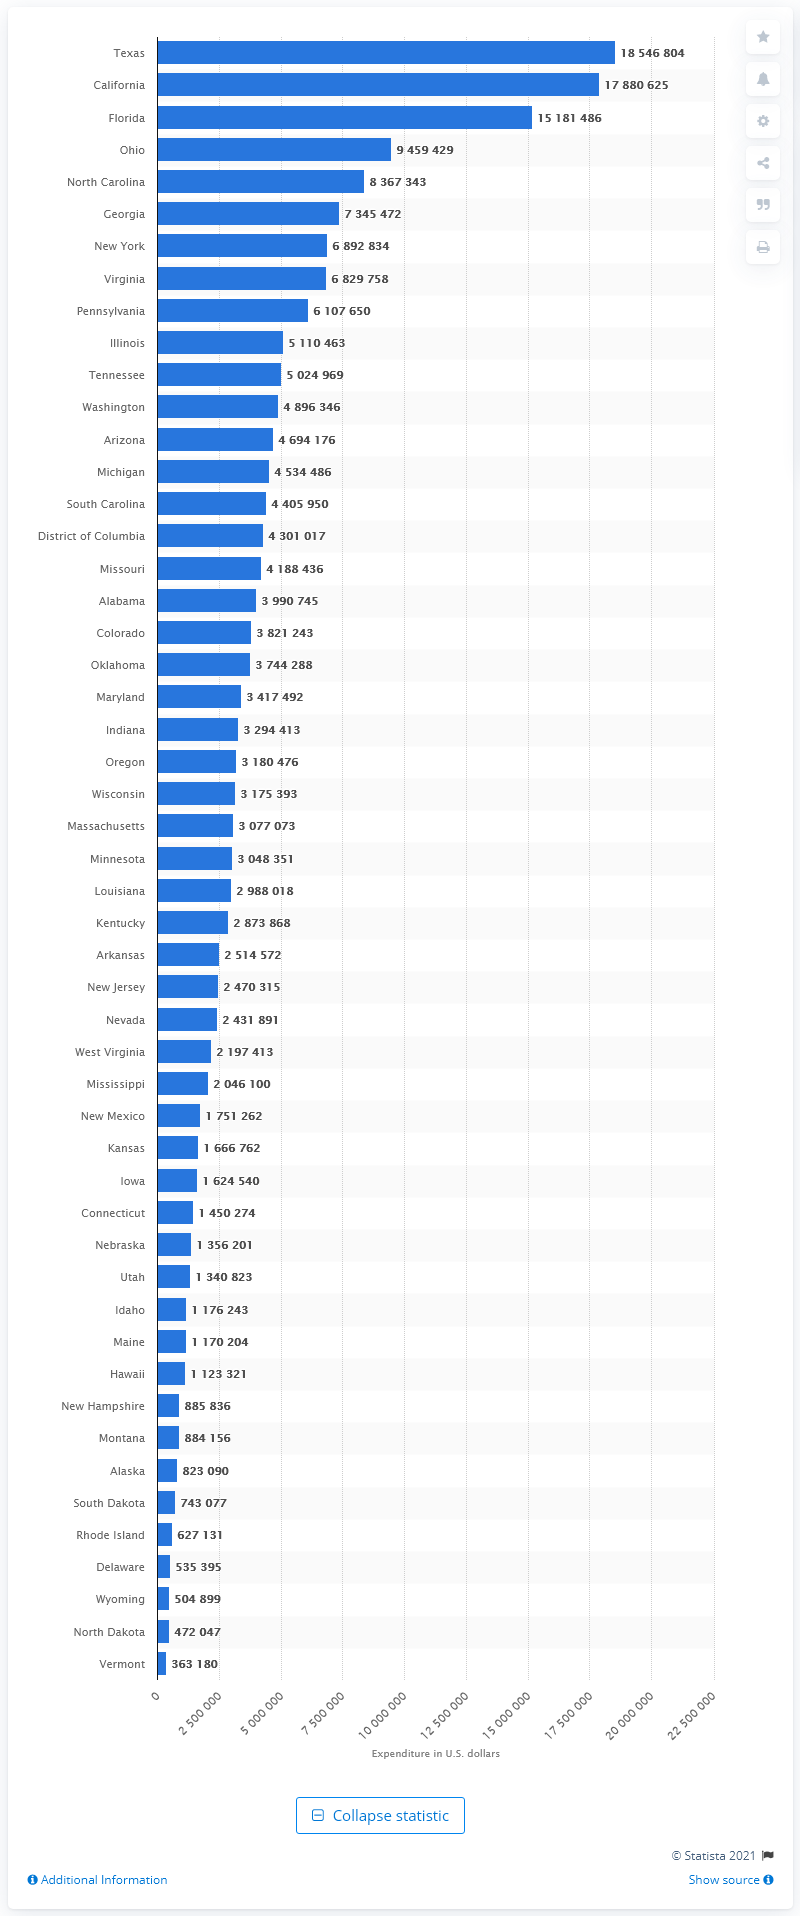 Texas 18 546 804
California 17 880 625
Florida 15 181 486
Ohio 9 459 429
North Carolina 8 367 343
Georgia 7 345 472
New York 6 892 834
Virginia 6 829 758
Pennsylvania 6 107 650
Illinois 5 110 463
Tennessee 5 024 969
Washington 4 896 346
Arizona 4 694 176
Michigan 4 534 486
South Carolina 4 405 950
District of Columbia 4 301 017
Missouri 4 188 436
Alabama 3 990 745
Colorado 3 821 243
Oklahoma 3 744 288
Maryland 3 417 492
Indiana 3 294 413
Oregon 3 180 476
Wisconsin 3 175 393
Massachusetts 3 077 073
Minnesota 3 048 351
Louisiana 2 988 018
Kentucky 2 873 868
Arkansas 2 514 572
New Jersey 2 470 315
Nevada 2 431 891
West Virginia 2 197 413
Mississippi 2 046 100
New Mexico 1 751 262
Kansas 1 666 762
Iowa 1 624 540
Connecticut 1 450 274
Nebraska 1 356 201
Utah 1 340 823
Idaho 1 176 243
Maine 1 170 204
Hawaii 1 123 321
New Hampshire 885 836
Montana 884 156
Alaska 823 090
South Dakota 743 077
Rhode Island 627 131
Delaware 535 395
Wyoming 504 899
North Dakota 472 047
Vermont 363 180
0 2 500 000 5 000 000 7 500 000 10 000 000 12 500 000 15 000 000 17 500 000 20 000 000 22 500 000
Expenditure in U.S. dollars
Collapse statistic
© Statista 2021
Additional Information Show source